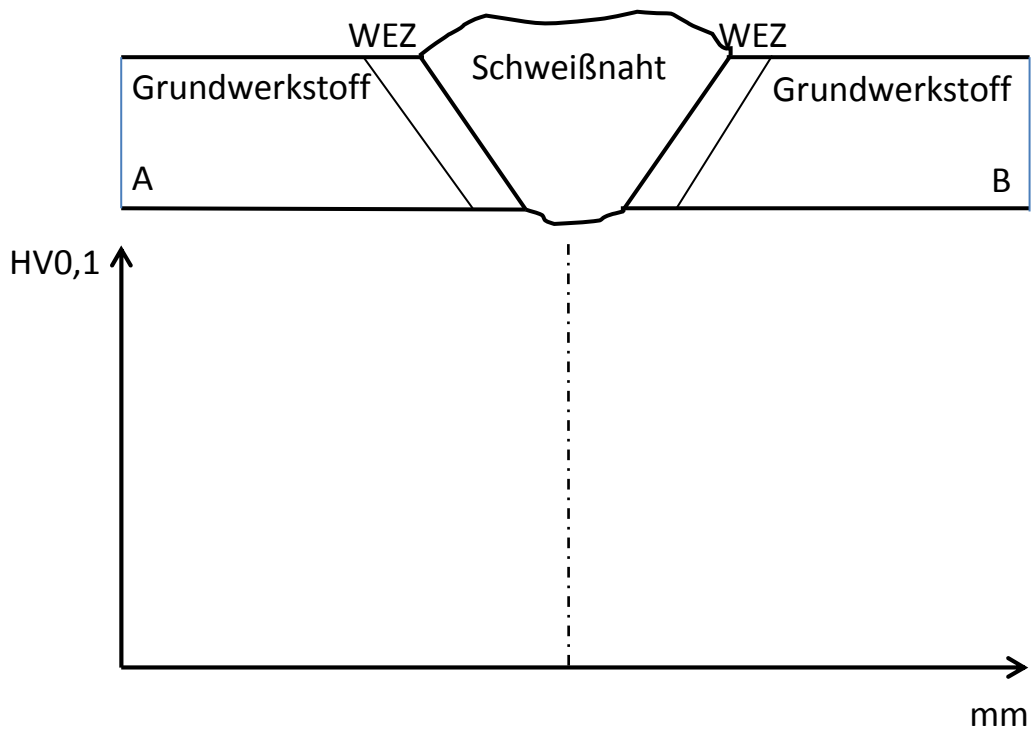 WEZ
WEZ
Schweißnaht
Grundwerkstoff
Grundwerkstoff
A
B
HV0,1
mm